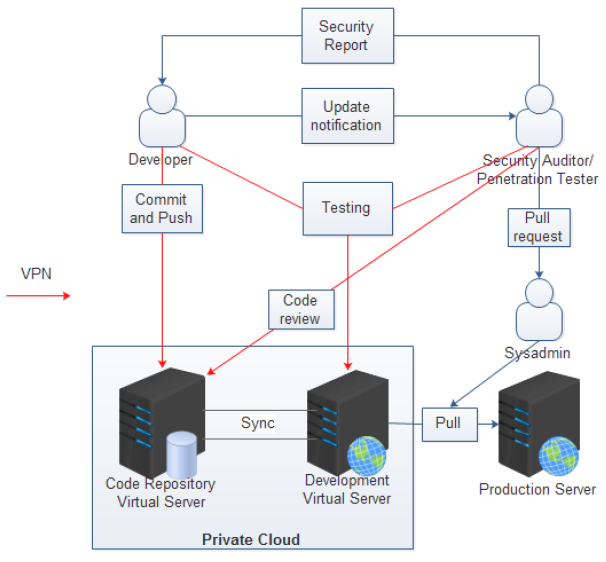 Security
Report
Update
notification
Developer
Security Auditor/
Penetration Tester
Commit
and Push
Testing
Pull
request
VPN
Code
review
Sysadmin
Sync
Pull
Code Repository
Virtual Server
Development
Virtual Server
Production Server
Private Cloud